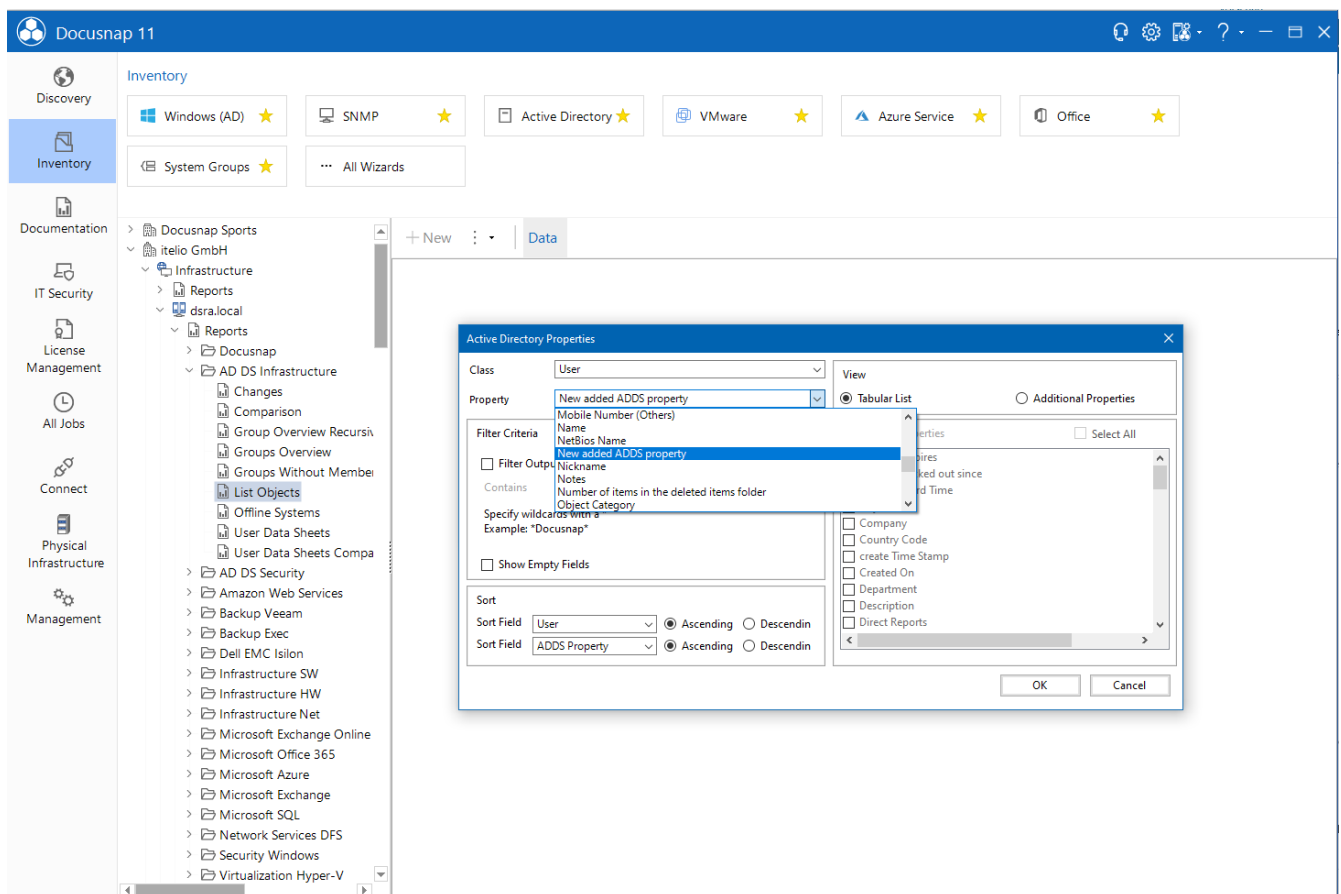 Docusnap 11
Discovery
Inventory
Documentation
IT Security
License
Management
All Jobs
Connect
Physical
Infrastructure
Management
Inventory
Windows (AD)
SNMP
Active Directory
VMware
Azure Service
Office
System Groups
All Wizards
Docusnap Sports
itelio GmbH
Infrastructure
Reports
dsra.local
Reports
Docusnap
AD DS Infrastructure
Changes
Comparison
Group Overview Recursiv
Groups Overview
Groups Without Member
List Objects
Offline Systems
User Data Sheets
User Data Sheets Compa
AD DS Security
Amazon Web Services
Backup Veeam
Backup Exec
Dell EMC Isilon
Infrastructure SW
Infrastructure HW
Infrastructure Net
Microsoft Exchange Online
Microsoft Office 365
Microsoft Azure
Microsoft Exchange
Microsoft SQL
Network Services DFS
Security Windows
Virtualization Hyper-V
New
Data
Active Directory Properties
Class
User
Property
New added ADDS property
Mobile Number (Others)
Name
NetBios Name
New added ADDS property
Nickname
Notes
Number of items in the deleted items folder
Object Category
Filter Criteria
Filter Outpu
Contains
Specify wildcards with a *
Example: *Docusnap*
Show Empty Fields
Sort
Sort Field User Ascending Descendin
Sort Field ADDS Property Ascending Descendin
View
Tabular List
Additional Properties
erties
Select All
pires
ked out since
rd Time
Company
Country Code
create Time Stamp
Created On
Department
Description
Direct Reports
OK
Cancel